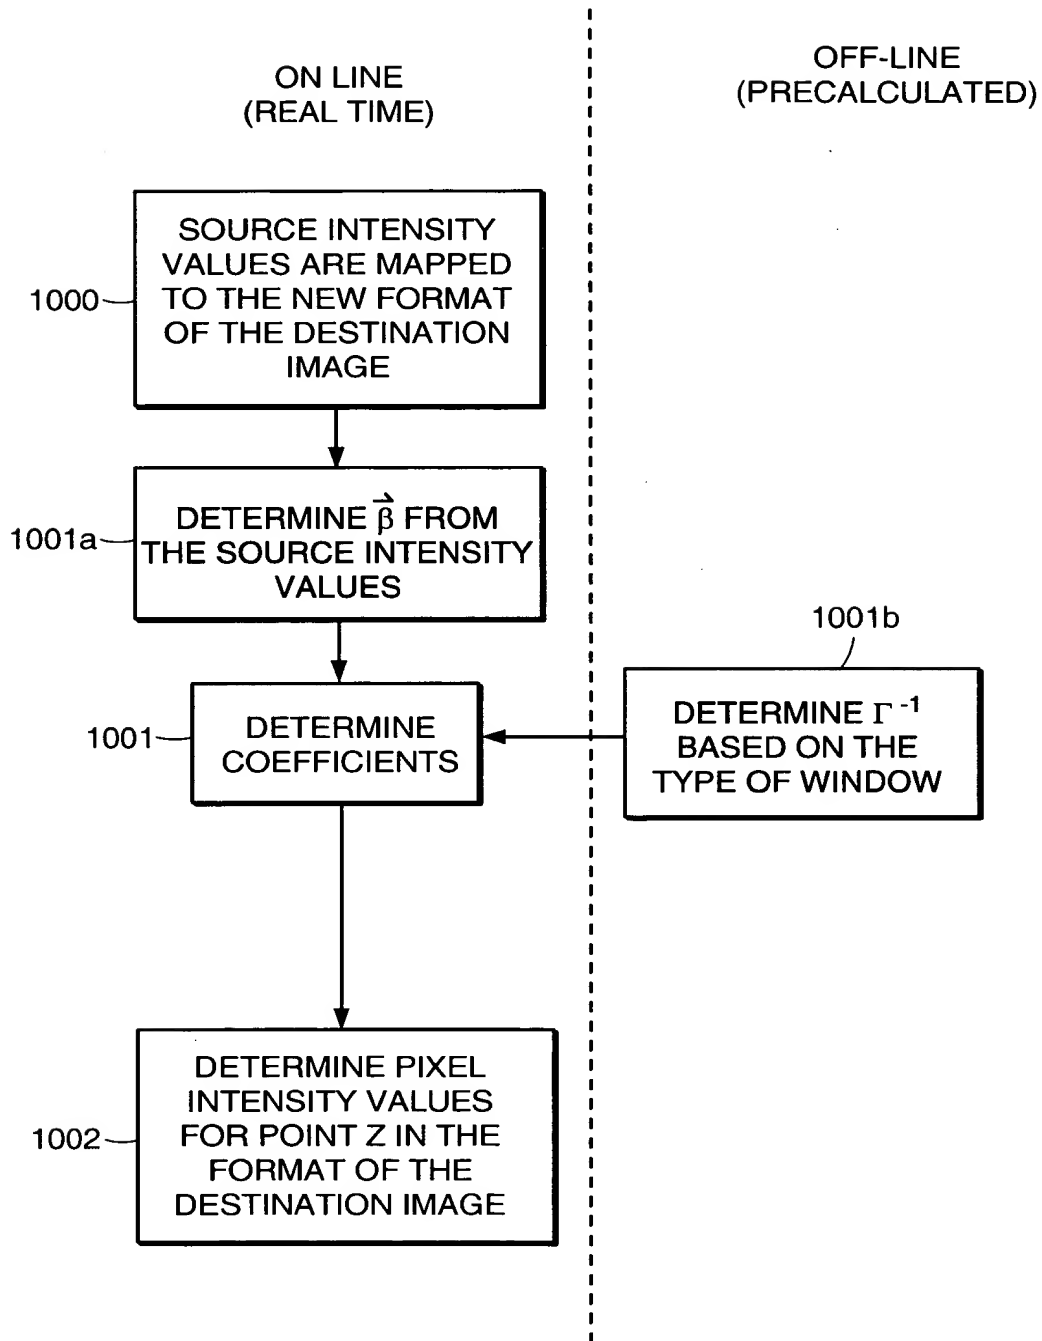 ON LINE
(REAL TIME)
OFF-LINE
(PRECALCULATED)
1000
SOURCE INTENSITY
VALUES ARE MAPPED
TO THE NEW FORMAT
OF THE DESTINATION
IMAGE
1001a
DETERMINE β⃗ FROM
THE SOURCE INTENSITY
VALUES
1001
DETERMINE
COEFFICIENTS
1001b
DETERMINE Γ⁻¹
BASED ON THE
TYPE OF WINDOW
1002
DETERMINE PIXEL
INTENSITY VALUES
FOR POINT Z IN THE
FORMAT OF THE
DESTINATION IMAGE